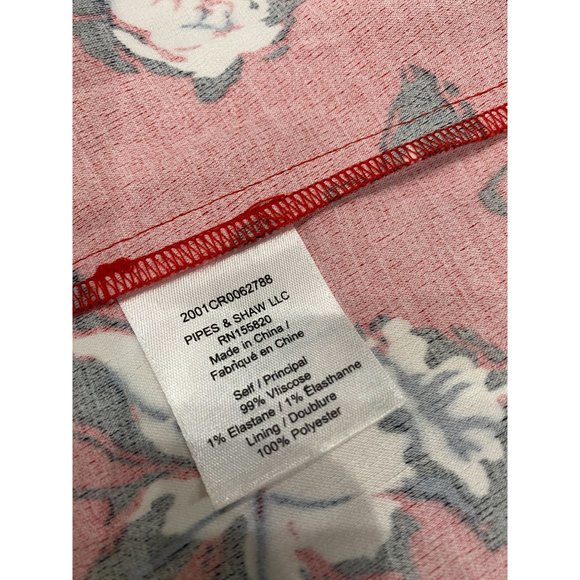 2001CR0062788
PIPES & SHAW LLC
RN155820
Made in China /
Fabriqué en Chine
Self / Principal
99% Vtiscose
1% Elastane / 1% Élasthanne
Lining / Doublure
100% Polyester